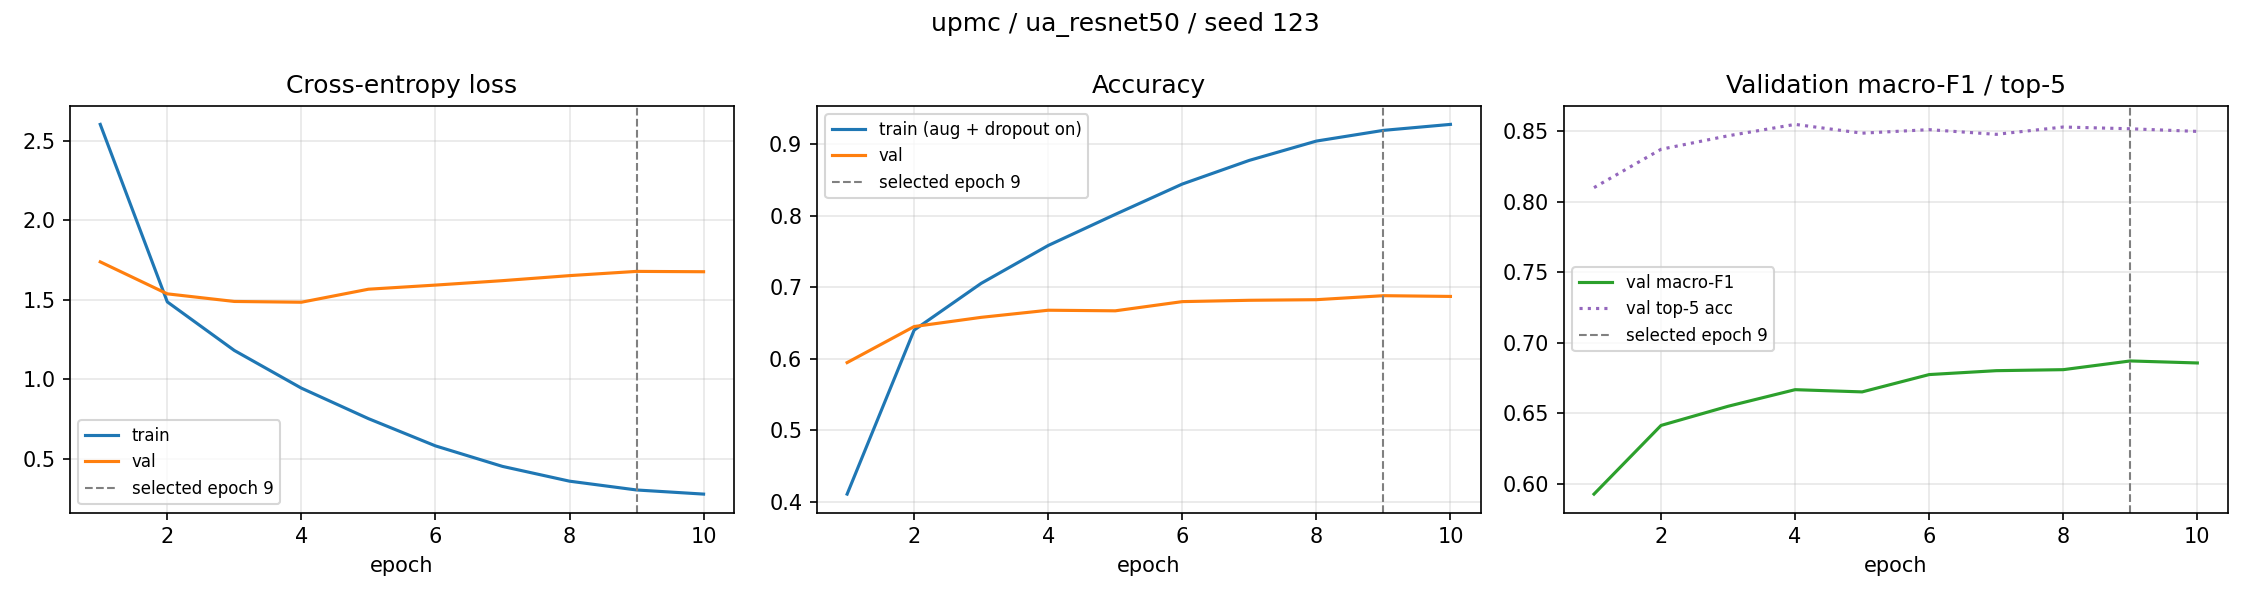 upmc / ua_resnet50 / seed 123
Cross-entropy loss
2.5
2.0
1.5
1.0
0.5
train
val
selected epoch 9
2 4 6 8 10
epoch
Accuracy
0.9
0.8
0.7
0.6
0.5
0.4
train (aug + dropout on)
val
selected epoch 9
2 4 6 8 10
epoch
Validation macro-F1 / top-5
0.85
0.80
0.75
0.70
0.65
0.60
val macro-F1
val top-5 acc
selected epoch 9
2 4 6 8 10
epoch